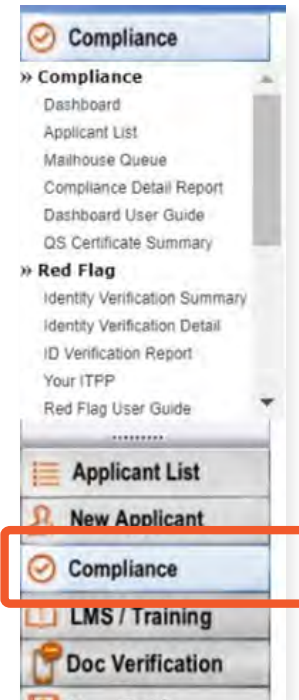 Compliance
» Compliance
Dashboard
Applicant List
Mailhouse Queue
Compliance Detail Report
Dashboard User Guide
QS Certificate Summary
» Red Flag
Identity Verification Summary
Identity Verification Detail
ID Verification Report
Your ITPP
Red Flag User Guide
Applicant List
New Applicant
Compliance
LMS / Training
Doc Verification